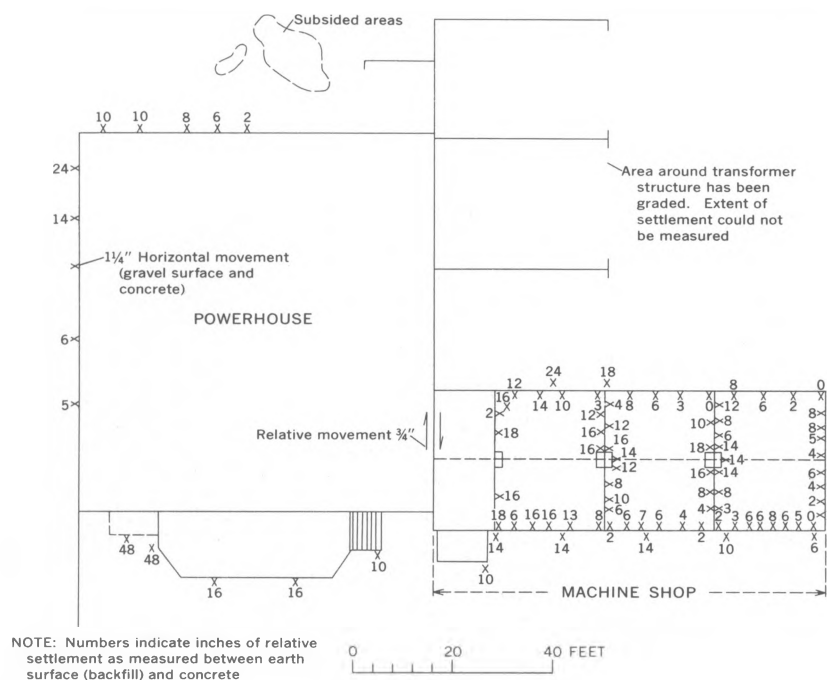 Subsided areas
10 10 8 6 2
24
14
Area around transformer
structure has been
graded. Extent of
settlement could not
be measured
1¼" Horizontal movement
(gravel surface and
concrete)
POWERHOUSE
6
5
24 18
12 8 0
16 14 10 3 4 8 6 3 0 12 6 2
2 12 8 8
18 16 12 10 6 8
16 5
Relative movement ¾"
16 14 18 14 4
12 16 14 6
16 8 8 8 4
10 2
6 4 3
18 6 16 16 13 8 6 7 6 4 2 3 6 6 8 6 5 0
14 14 2 14 2 10 6
48 48
10
16 16
10
MACHINE SHOP
NOTE: Numbers indicate inches of relative
settlement as measured between earth
surface (backfill) and concrete
0 20 40 FEET